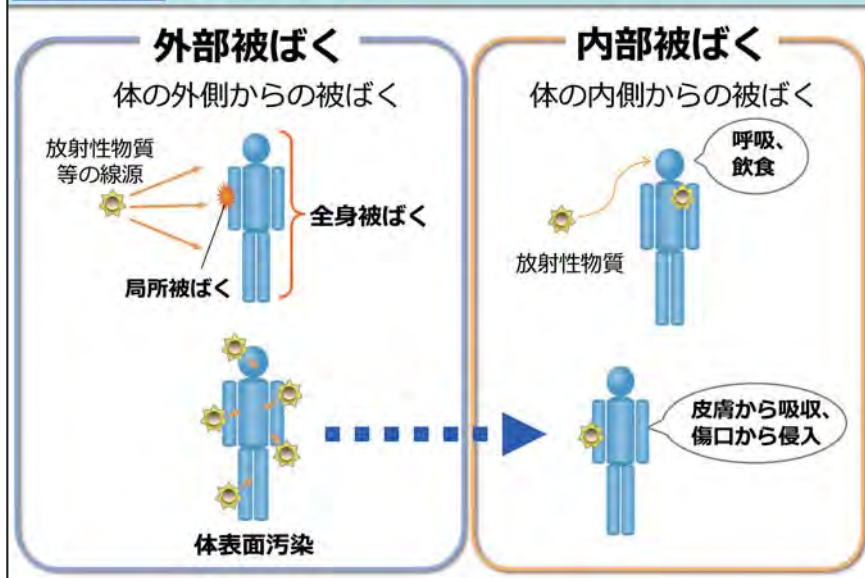 外部被ばく
体の外側からの被ばく
放射性物質
等の線源
全身被ばく
局所被ばく
体表面汚染
内部被ばく
体の内側からの被ばく
呼吸、
飲食
放射性物質
皮膚から吸収、
傷口から侵入